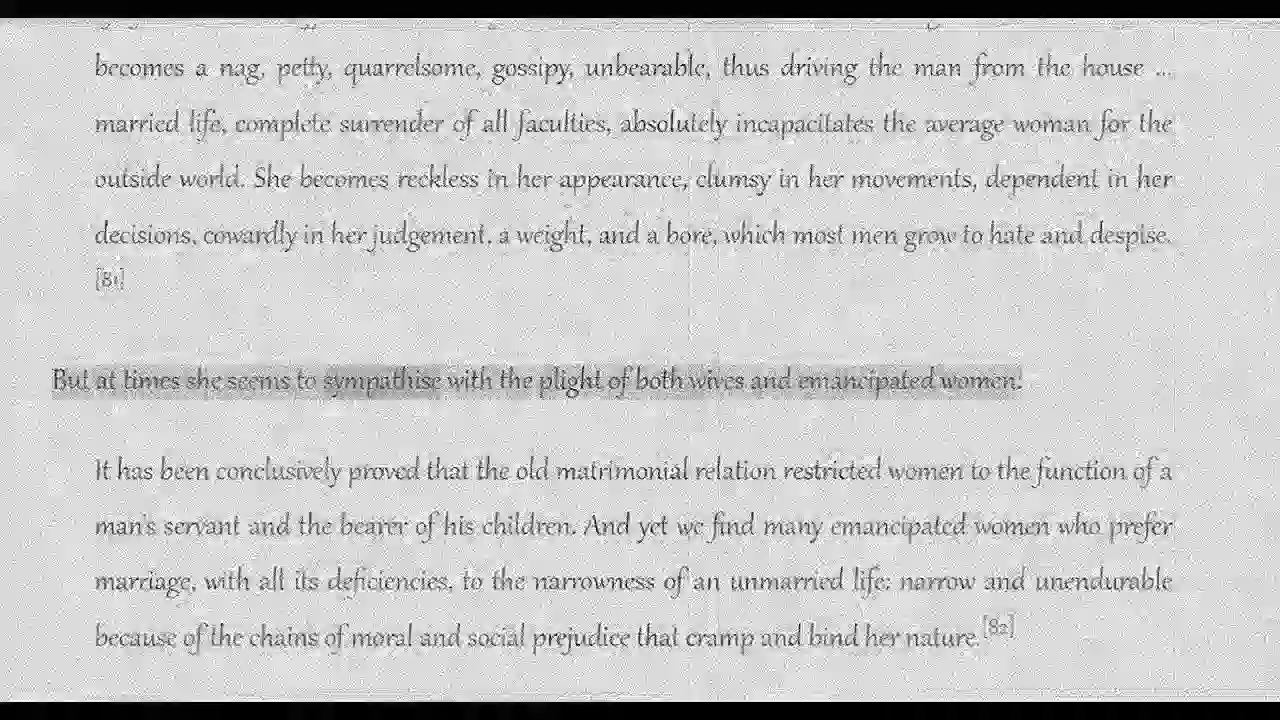 becomes a nag, petty, quarrelsome, gossipy, unbearable, thus driving the man from the house ...
married life, complete surrender of all faculties, absolutely incapacitates the average woman for the
outside world. She becomes reckless in her appearance, clumsy in her movements, dependent in her
decisions, cowardly in her judgement, a weight, and a bore, which most men grow to hate and despise.
[81]
But at times she seems to sympathise with the plight of both wives and emancipated women:
It has been conclusively proved that the old matrimonial relation restricted women to the function of a
man's servant and the bearer of his children. And yet we find many emancipated women who prefer
marriage, with all its deficiencies, to the narrowness of an unmarried life: narrow and unendurable
because of the chains of moral and social prejudice that cramp and bind her nature.[82]